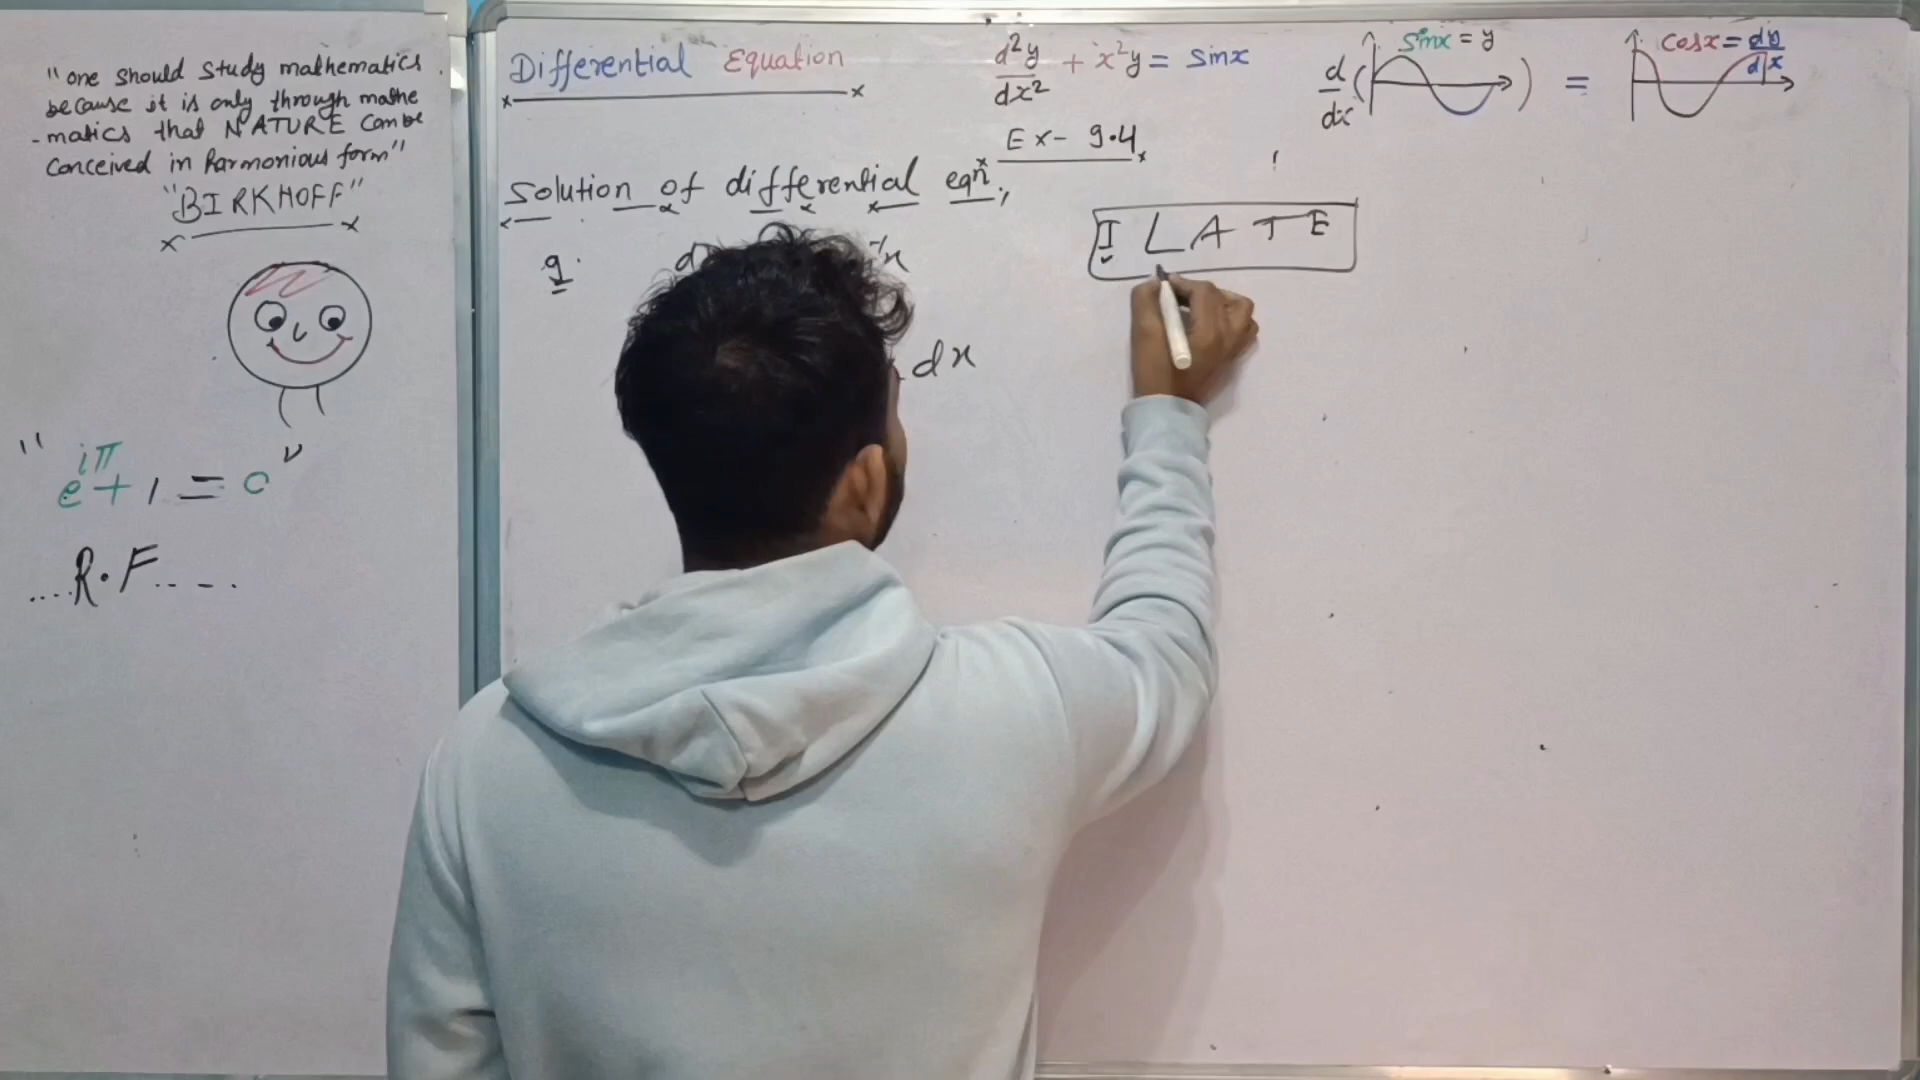 "one should study mathematics
because it is only through mathe
-matics that NATURE can be
conceived in harmonious form"
"BIRKHOFF"
"e^iπ + 1 = 0"
....R.F....
Differential Equation
d²y/dx² + x²y = sinx
d/dx ( sinx = y ) = cosx = dy/dx
Ex- 9.4
Solution of differential eqⁿ,
9.
dx
I L A T E